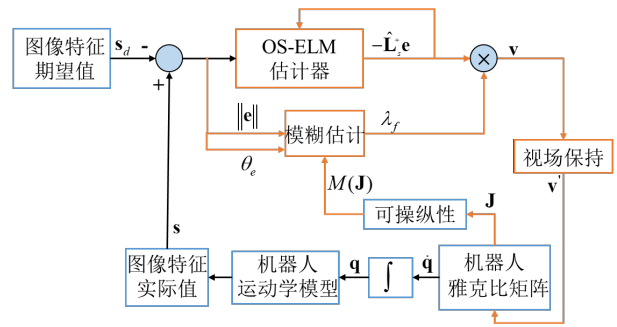 图像特征
期望值
s_d
-
+
OS-ELM
估计器
−L̂⁺ₛe
×
v
‖e‖
θ_e
模糊估计
λ_f
视场保持
v'
M(J)
可操纵性
J
s
图像特征
实际值
机器人
运动学模型
q
∫
q̇
机器人
雅克比矩阵